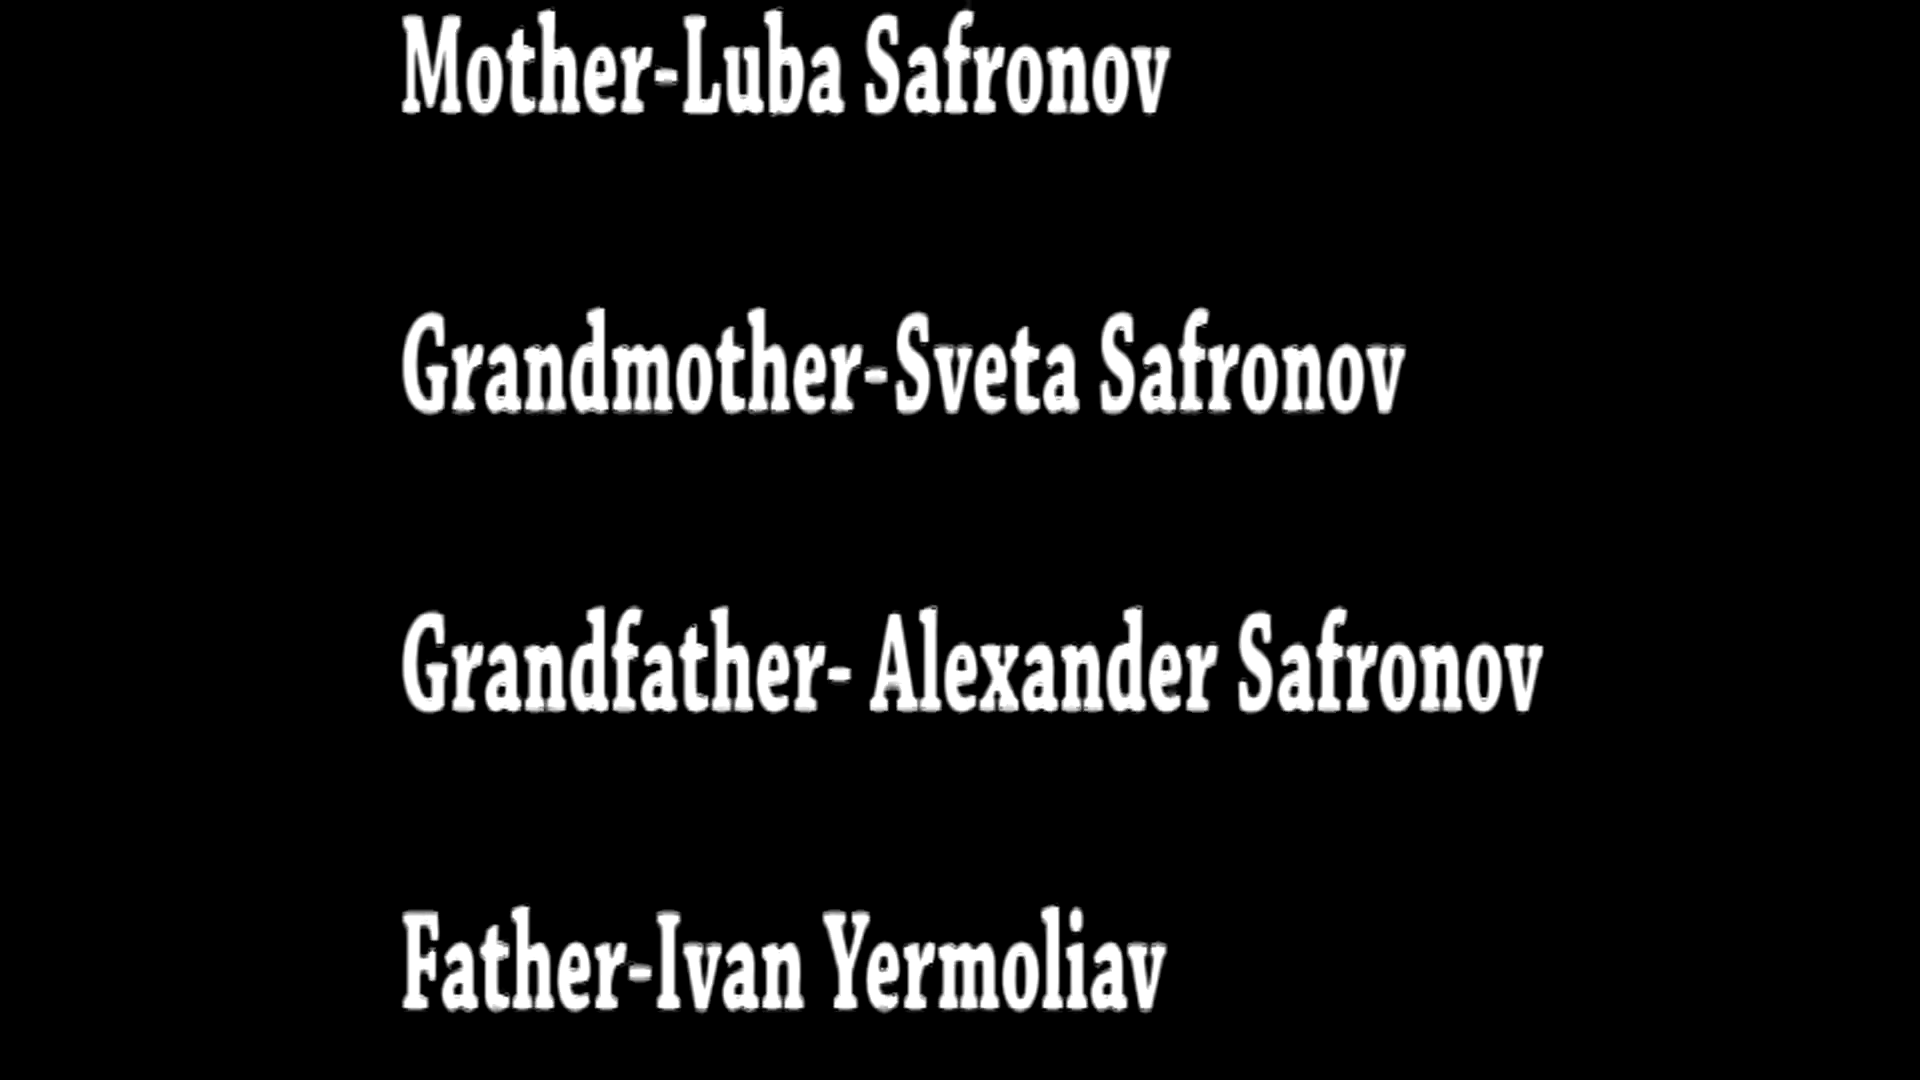 Mother-Luba Safronov
Grandmother-Sveta Safronov
Grandfather- Alexander Safronov
Father-Ivan Yermoliav